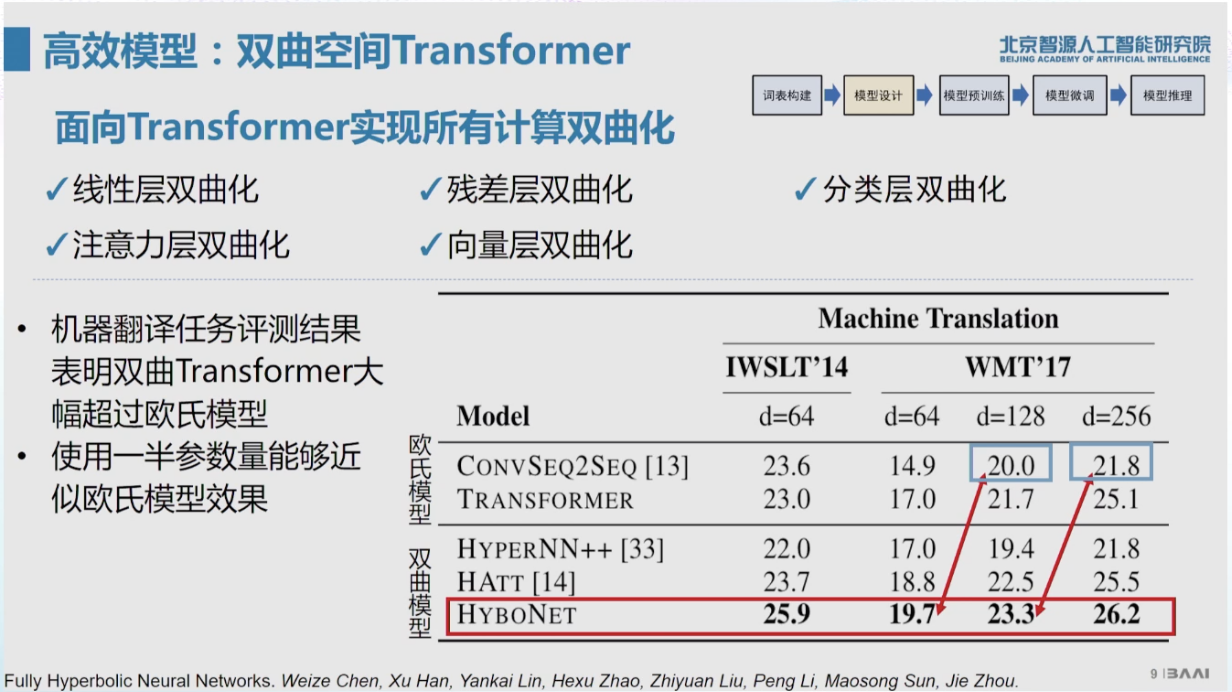 高效模型：双曲空间Transformer
北京智源人工智能研究院
BEIJING ACADEMY OF ARTIFICIAL INTELLIGENCE
词表构建 模型设计 模型预训练 模型微调 模型推理
面向Transformer实现所有计算双曲化
✓线性层双曲化 ✓残差层双曲化 ✓分类层双曲化
✓注意力层双曲化 ✓向量层双曲化
• 机器翻译任务评测结果
表明双曲Transformer大
幅超过欧氏模型
• 使用一半参数量能够近
似欧氏模型效果
Machine Translation
IWSLT’14 WMT’17
Model d=64 d=64 d=128 d=256
欧氏模型
CONVSEQ2SEQ [13] 23.6 14.9 20.0 21.8
TRANSFORMER 23.0 17.0 21.7 25.1
双曲模型
HYPERNN++ [33] 22.0 17.0 19.4 21.8
HATT [14] 23.7 18.8 22.5 25.5
HYBONET 25.9 19.7 23.3 26.2
Fully Hyperbolic Neural Networks. Weize Chen, Xu Han, Yankai Lin, Hexu Zhao, Zhiyuan Liu, Peng Li, Maosong Sun, Jie Zhou.
9 | BAAI